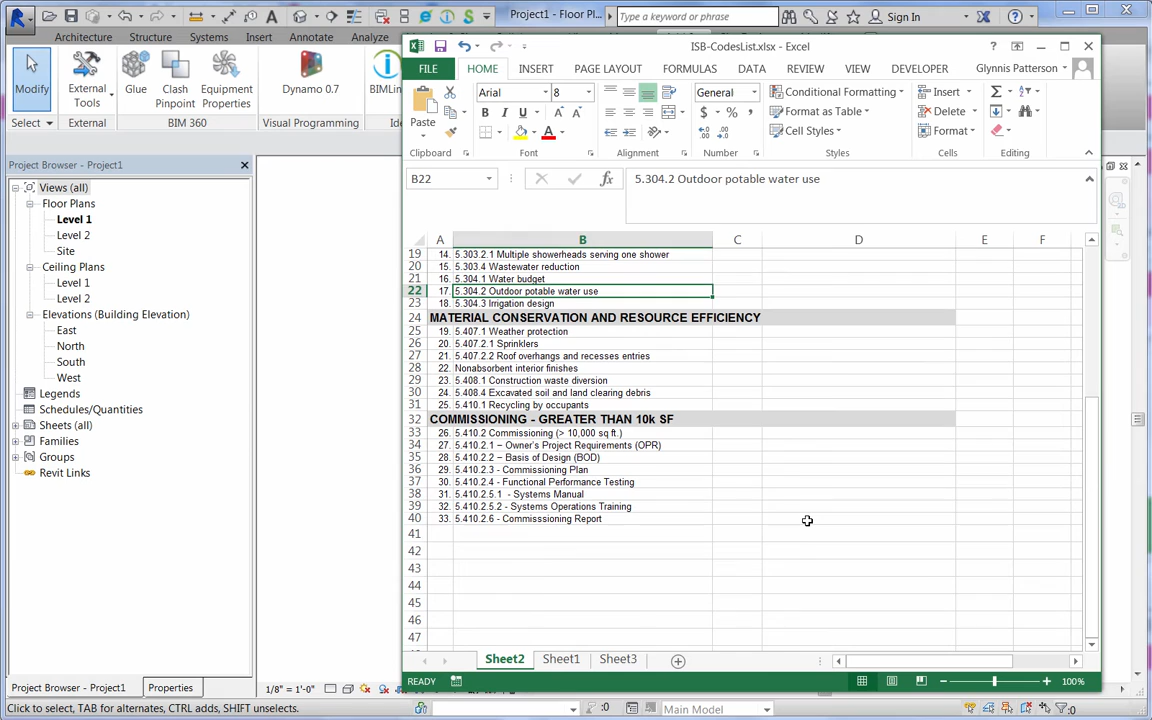 Project1 - Floor Pl...
Type a keyword or phrase
Sign In
Architecture Structure Systems Insert Annotate Analyze
Modify
External Tools
Glue
Clash Pinpoint
Equipment Properties
Dynamo 0.7
BIMLin
Select
External
BIM 360
Visual Programming
Project Browser - Project1
Views (all)
Floor Plans
Level 1
Level 2
Site
Ceiling Plans
Level 1
Level 2
Elevations (Building Elevation)
East
North
South
West
Legends
Schedules/Quantities
Sheets (all)
Families
Groups
Revit Links
Project Browser - Project1
Properties
1/8" = 1'-0"
Click to select, TAB for alternates, CTRL adds, SHIFT unselects.
:0
Main Model
:0
ISB-CodesList.xlsx - Excel
FILE HOME INSERT PAGE LAYOUT FORMULAS DATA REVIEW VIEW DEVELOPER Glynnis Patterson
Paste
Arial 8
B I U
General
$ % ,
Conditional Formatting
Format as Table
Cell Styles
Insert
Delete
Format
Clipboard Font Alignment Number Styles Cells Editing
B22
fx
5.304.2 Outdoor potable water use
A B C D E F
19 14. 5.303.2.1 Multiple showerheads serving one shower
20 15. 5.303.4 Wastewater reduction
21 16. 5.304.1 Water budget
22 17. 5.304.2 Outdoor potable water use
23 18. 5.304.3 Irrigation design
24 MATERIAL CONSERVATION AND RESOURCE EFFICIENCY
25 19. 5.407.1 Weather protection
26 20. 5.407.2.1 Sprinklers
27 21. 5.407.2.2 Roof overhangs and recesses entries
28 22. Nonabsorbent interior finishes
29 23. 5.408.1 Construction waste diversion
30 24. 5.408.4 Excavated soil and land clearing debris
31 25. 5.410.1 Recycling by occupants
32 COMMISSIONING - GREATER THAN 10k SF
33 26. 5.410.2 Commissioning (> 10,000 sq ft.)
34 27. 5.410.2.1 – Owner's Project Requirements (OPR)
35 28. 5.410.2.2 – Basis of Design (BOD)
36 29. 5.410.2.3 - Commissioning Plan
37 30. 5.410.2.4 - Functional Performance Testing
38 31. 5.410.2.5.1 - Systems Manual
39 32. 5.410.2.5.2 - Systems Operations Training
40 33. 5.410.2.6 - Commisssioning Report
41
42
43
44
45
46
47
Sheet2 Sheet1 Sheet3
READY
100%